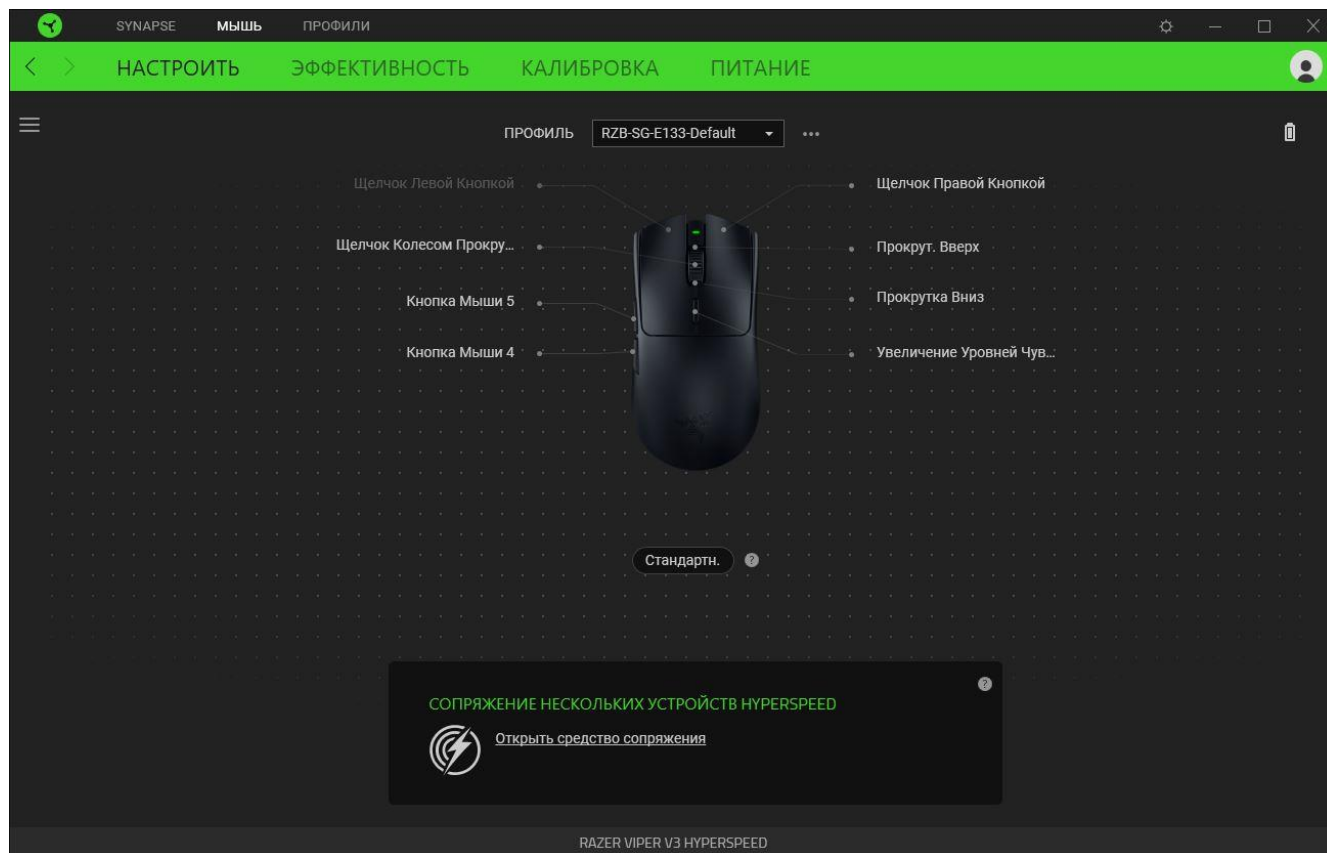 SYNAPSE МЫШЬ ПРОФИЛИ
НАСТРОИТЬ ЭФФЕКТИВНОСТЬ КАЛИБРОВКА ПИТАНИЕ
ПРОФИЛЬ RZB-SG-E133-Default
Щелчок Левой Кнопкой Щелчок Правой Кнопкой
Щелчок Колесом Прокру... Прокрут. Вверх
Кнопка Мыши 5 Прокрутка Вниз
Кнопка Мыши 4 Увеличение Уровней Чув...
Стандартн. ?
СОПРЯЖЕНИЕ НЕСКОЛЬКИХ УСТРОЙСТВ HYPERSPEED ?
Открыть средство сопряжения
RAZER VIPER V3 HYPERSPEED